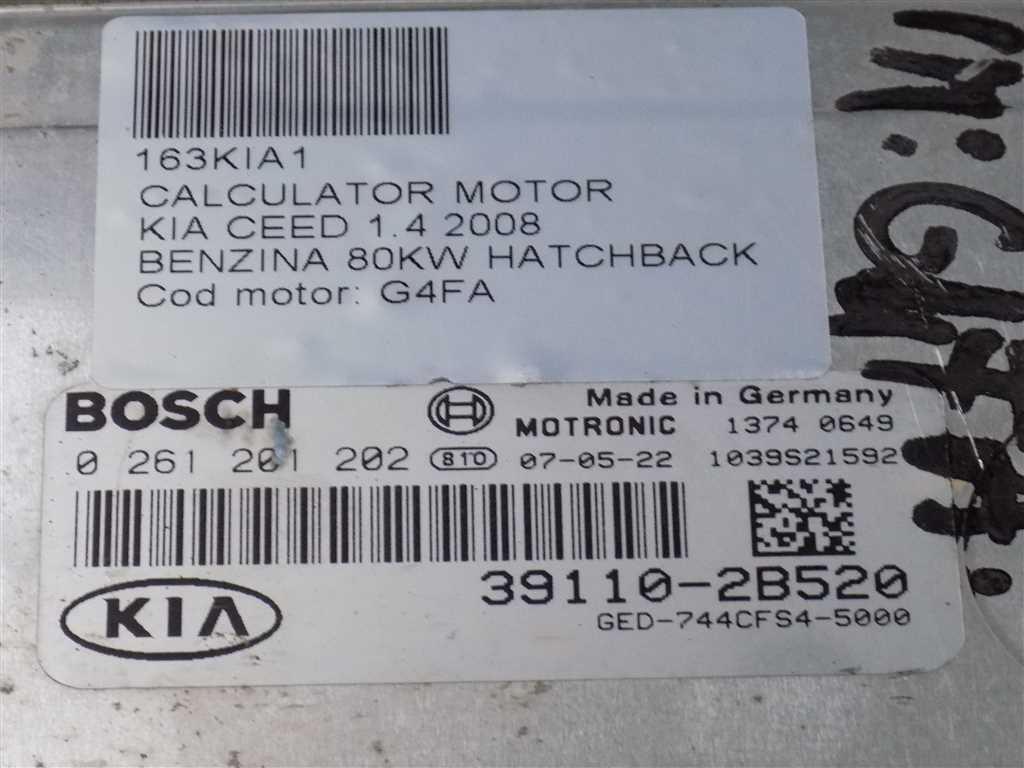 163KIA1
CALCULATOR MOTOR
KIA CEED 1.4 2008
BENZINA 80KW HATCHBACK
Cod motor: G4FA
BOSCH
Made in Germany
MOTRONIC 1374 0649
0 261 201 202 810 07-05-22 1039S21592
39110-2B520
KIA
GED-744CFS4-5000